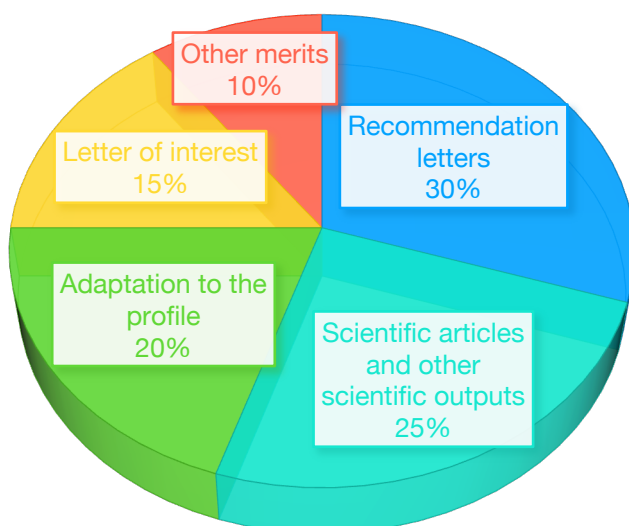 Other merits
10%
Recommendation
letters
30%
Letter of interest
15%
Adaptation to the
profile
20%
Scientific articles
and other
scientific outputs
25%